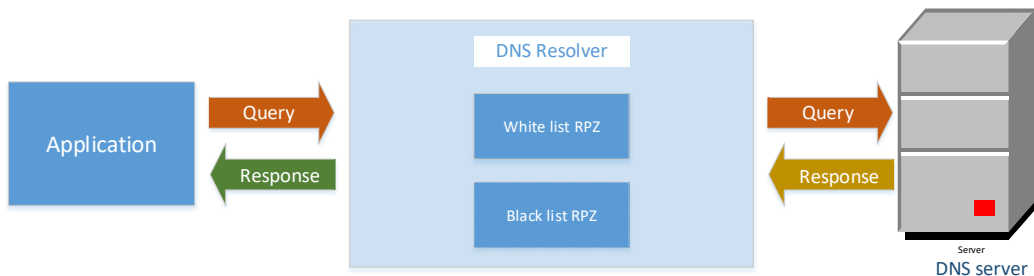 DNS Resolver
Application
Query
Response
White list RPZ
Black list RPZ
Query
Response
Server
DNS server